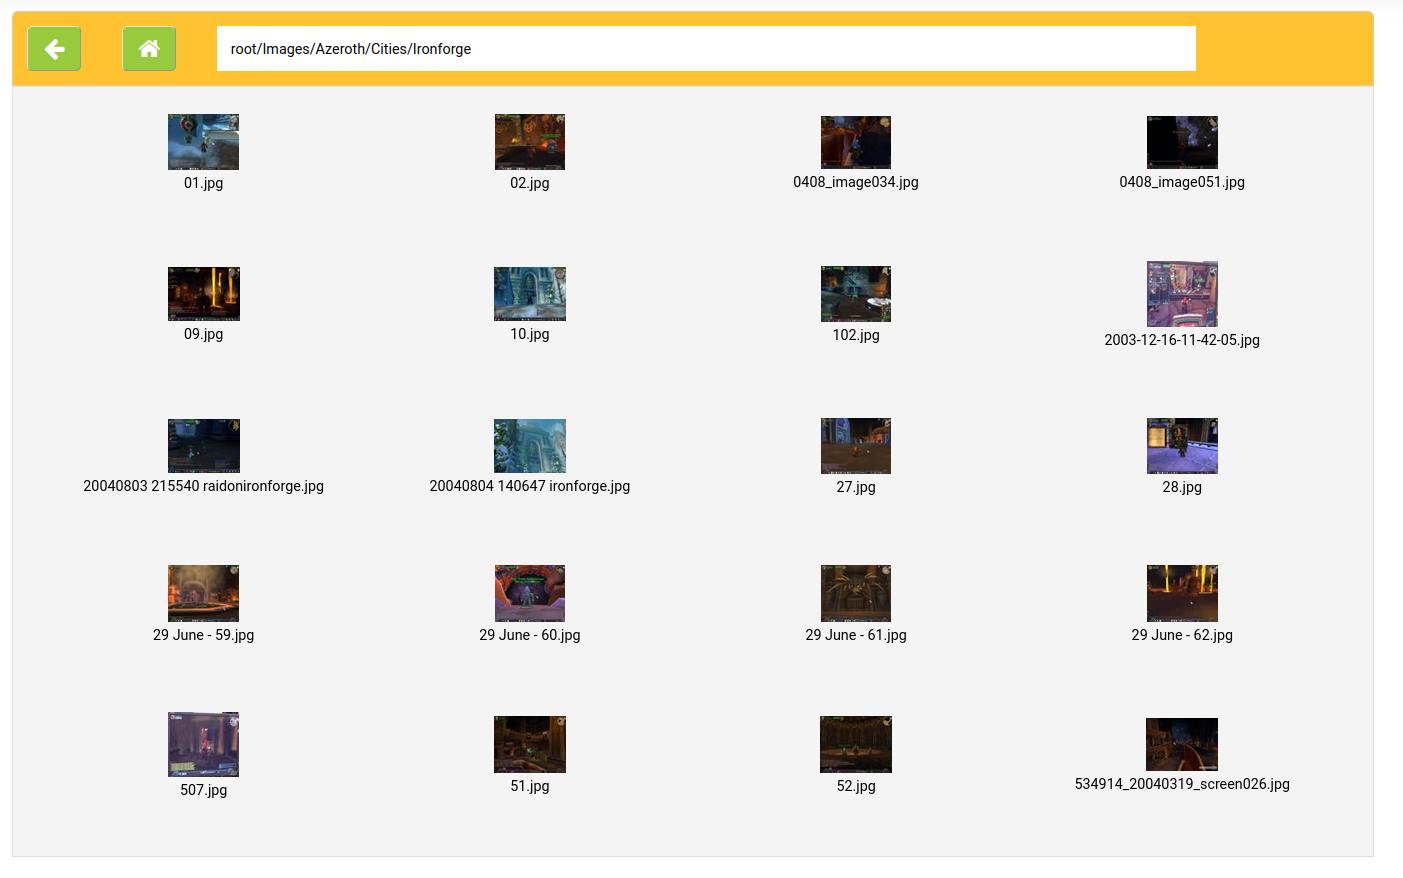 root/Images/Azeroth/Cities/Ironforge
01.jpg
02.jpg
0408_image034.jpg
0408_image051.jpg
09.jpg
10.jpg
102.jpg
2003-12-16-11-42-05.jpg
20040803 215540 raidonironforge.jpg
20040804 140647 ironforge.jpg
27.jpg
28.jpg
29 June - 59.jpg
29 June - 60.jpg
29 June - 61.jpg
29 June - 62.jpg
507.jpg
51.jpg
52.jpg
534914_20040319_screen026.jpg